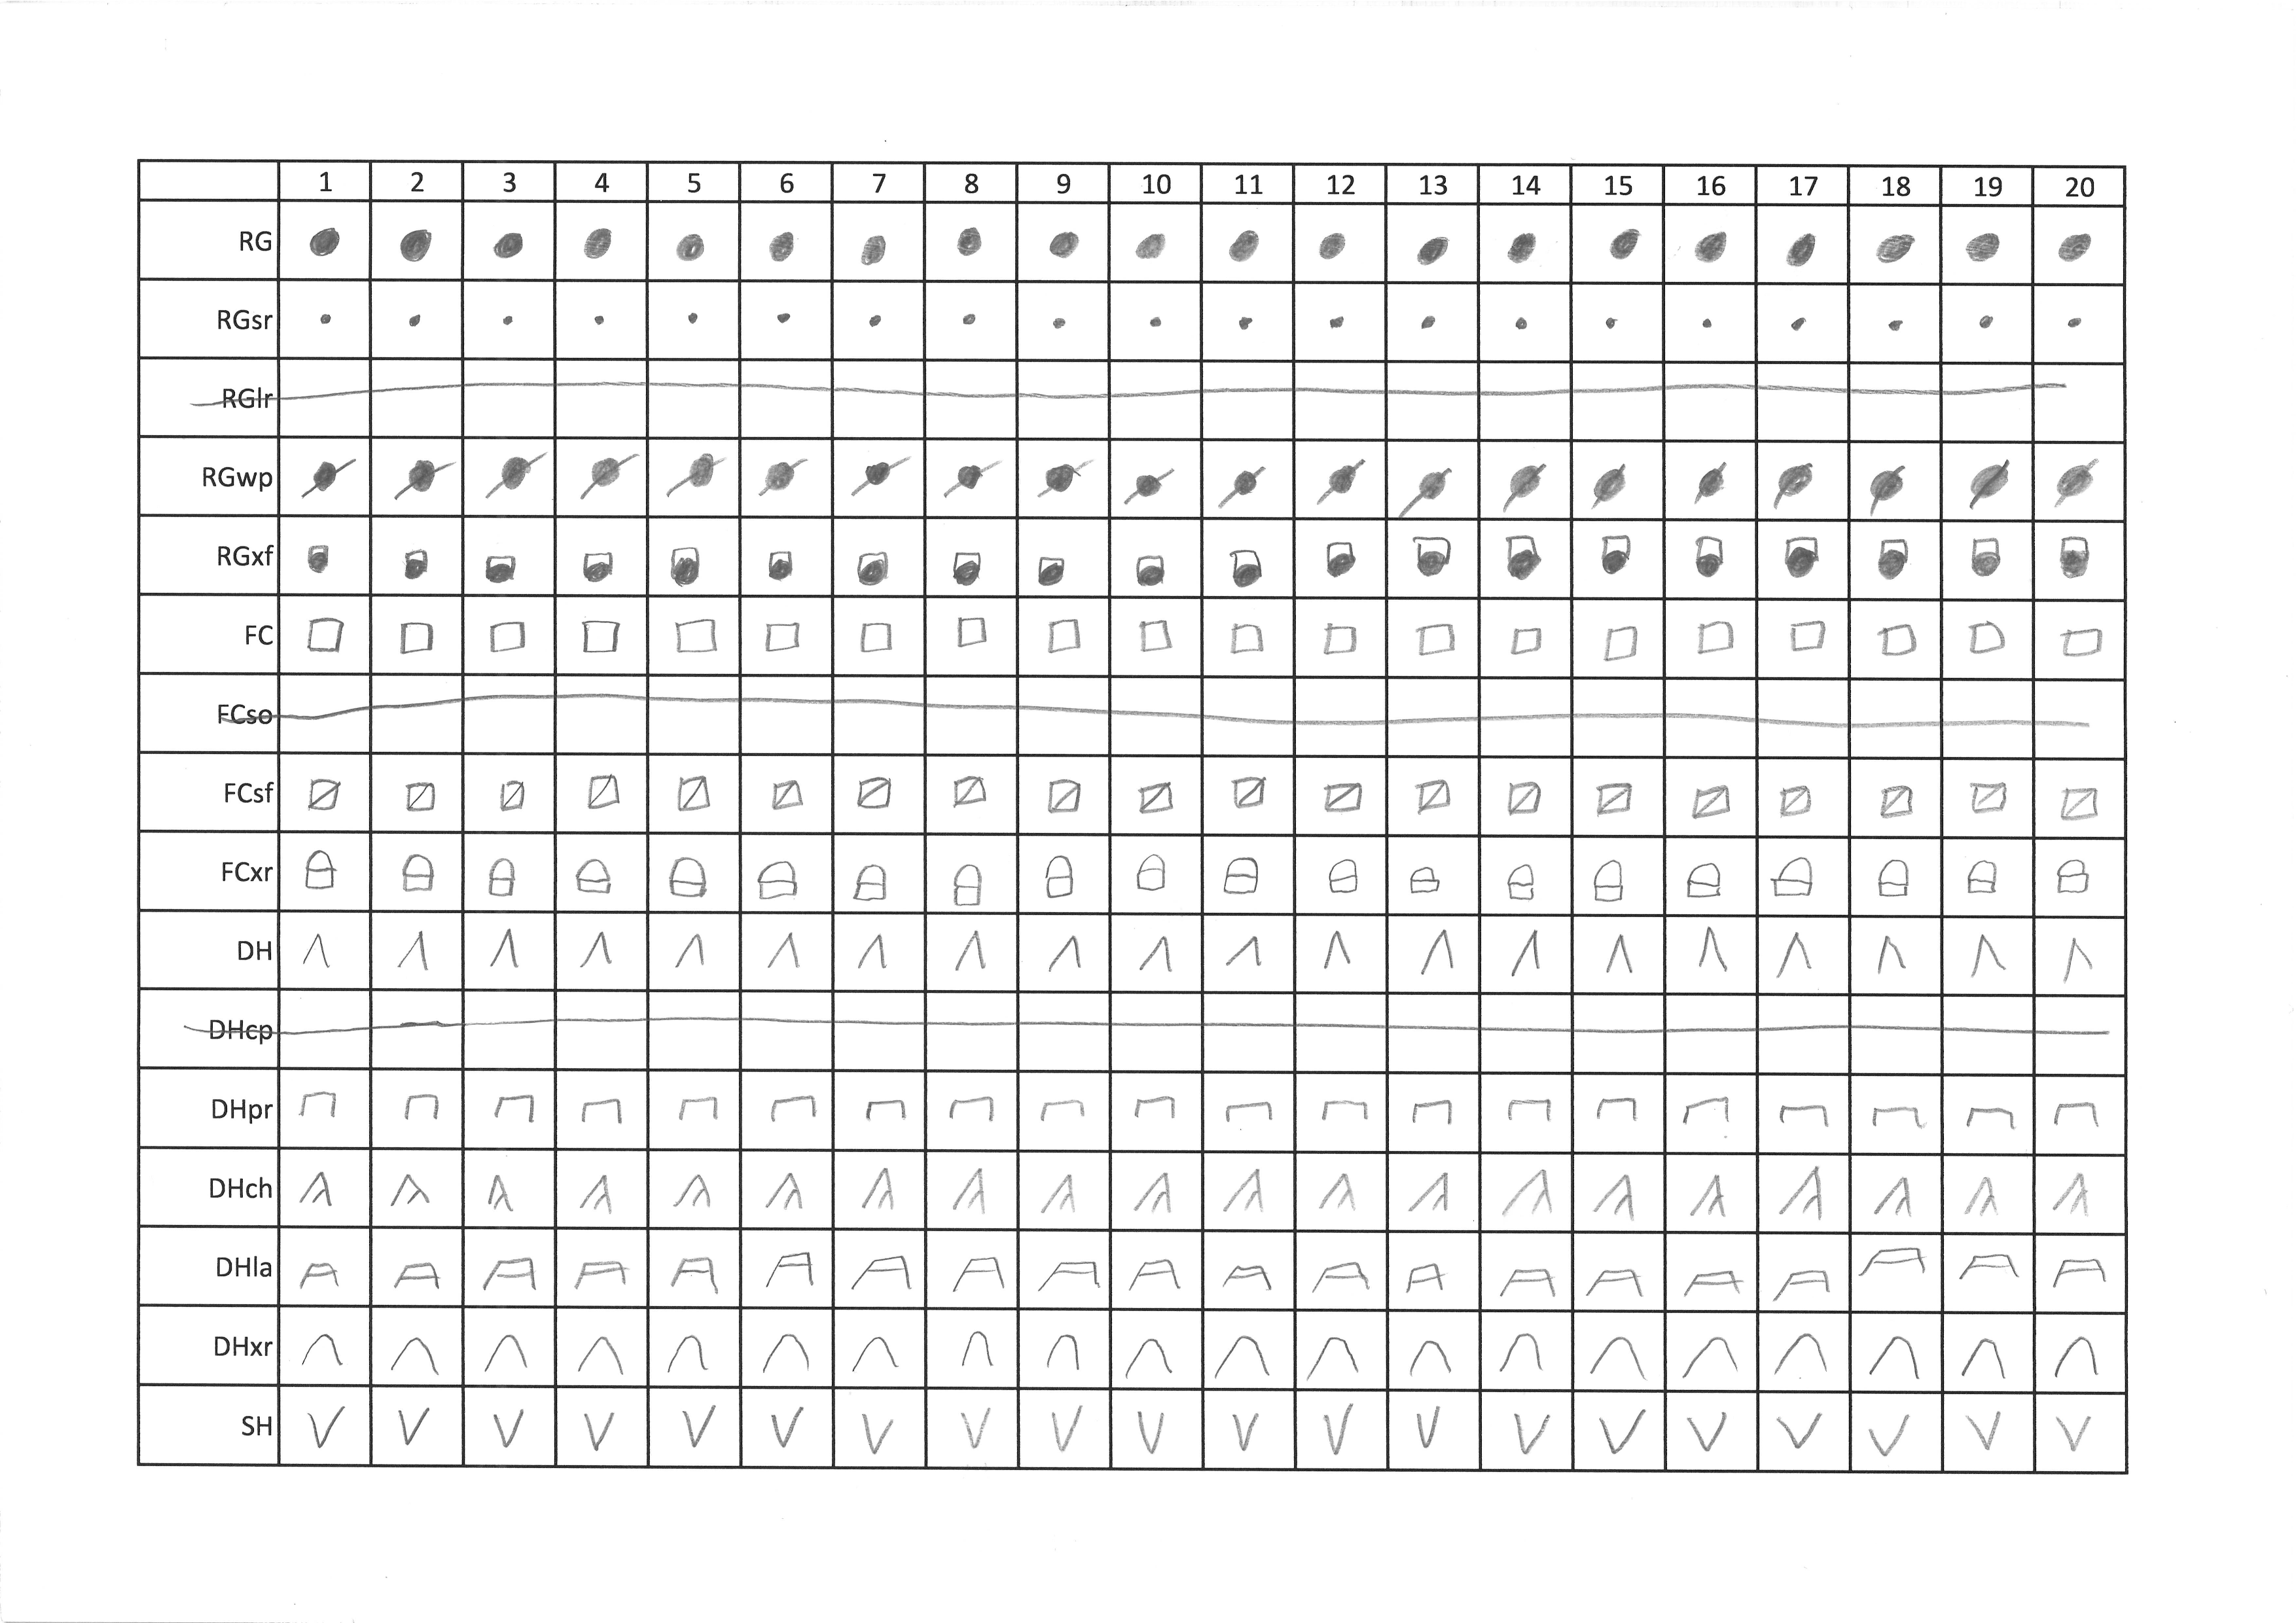 1 2 3 4 5 6 7 8 9 10 11 12 13 14 15 16 17 18 19 20
RG
RGsr
RGlr
RGwp
RGxf
FC
FCso
FCsf
FCxr
DH
DHcp
DHpr
DHch
DHla
DHxr
SH